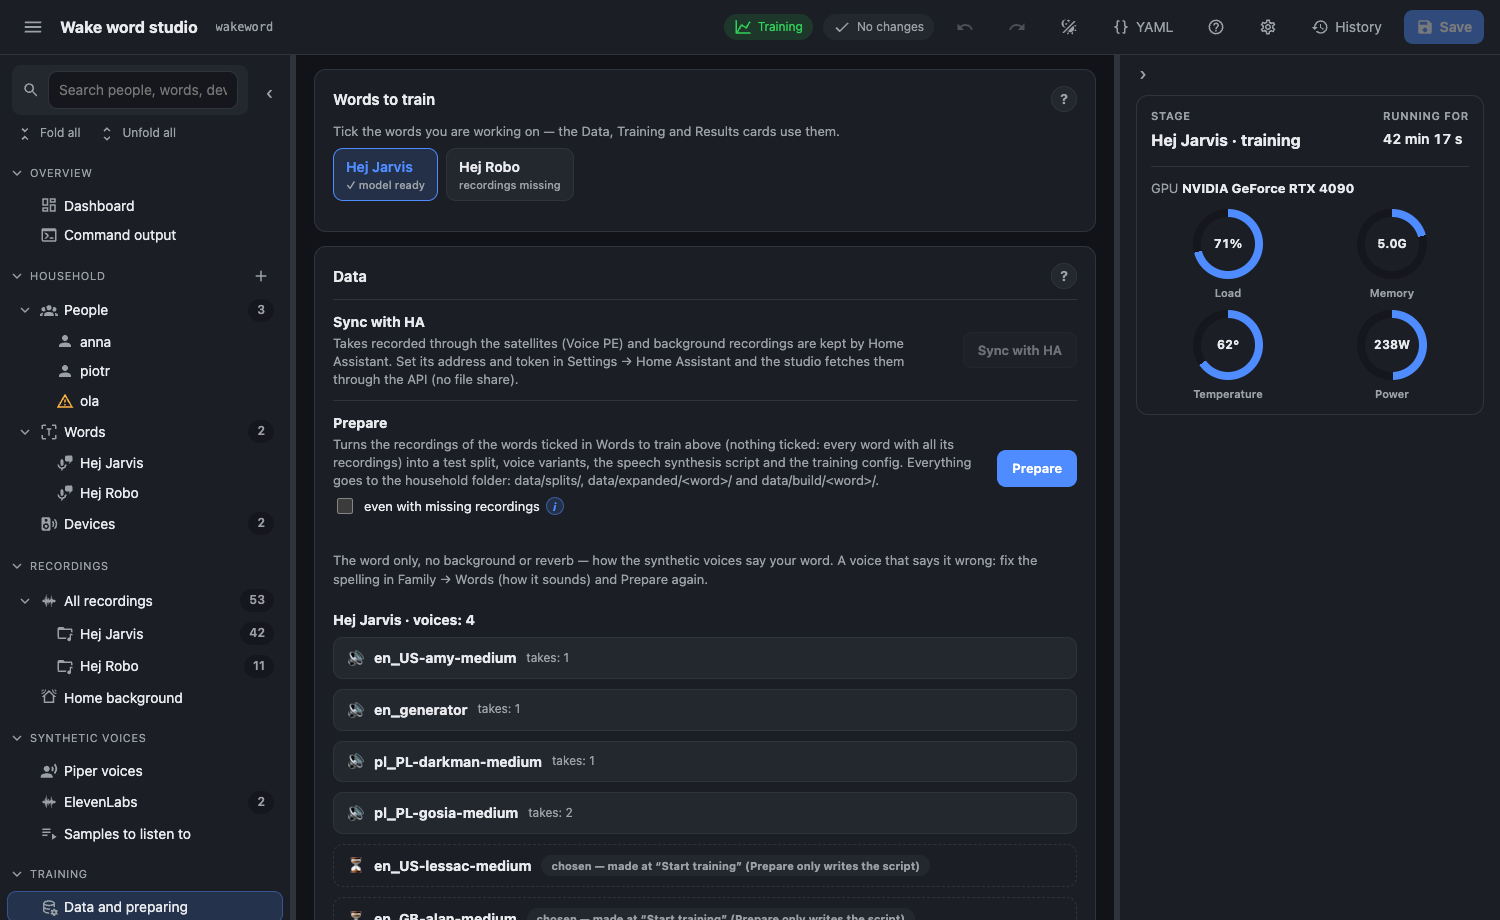 Wake word studio
wakeword
Training
No changes
YAML
History
Save
Search people, words, dev
Fold all
Unfold all
OVERVIEW
Dashboard
Command output
HOUSEHOLD
People
3
anna
piotr
ola
Words
2
Hej Jarvis
Hej Robo
Devices
2
RECORDINGS
All recordings
53
Hej Jarvis
42
Hej Robo
11
Home background
SYNTHETIC VOICES
Piper voices
ElevenLabs
2
Samples to listen to
TRAINING
Data and preparing
Words to train
?
Tick the words you are working on — the Data, Training and Results cards use them.
Hej Jarvis
✓ model ready
Hej Robo
recordings missing
Data
?
Sync with HA
Takes recorded through the satellites (Voice PE) and background recordings are kept by Home
Assistant. Set its address and token in Settings → Home Assistant and the studio fetches them
through the API (no file share).
Sync with HA
Prepare
Turns the recordings of the words ticked in Words to train above (nothing ticked: every word with all its
recordings) into a test split, voice variants, the speech synthesis script and the training config. Everything
goes to the household folder: data/splits/, data/expanded/<word>/ and data/build/<word>/.
Prepare
even with missing recordings
i
The word only, no background or reverb — how the synthetic voices say your word. A voice that says it wrong: fix the
spelling in Family → Words (how it sounds) and Prepare again.
Hej Jarvis · voices: 4
en_US-amy-medium takes: 1
en_generator takes: 1
pl_PL-darkman-medium takes: 1
pl_PL-gosia-medium takes: 2
en_US-lessac-medium chosen — made at “Start training” (Prepare only writes the script)
en_GB-alan-medium chosen — made at “Start training” (Prepare only writes the script)
STAGE
Hej Jarvis · training
RUNNING FOR
42 min 17 s
GPU NVIDIA GeForce RTX 4090
71%
Load
5.0G
Memory
62°
Temperature
238W
Power